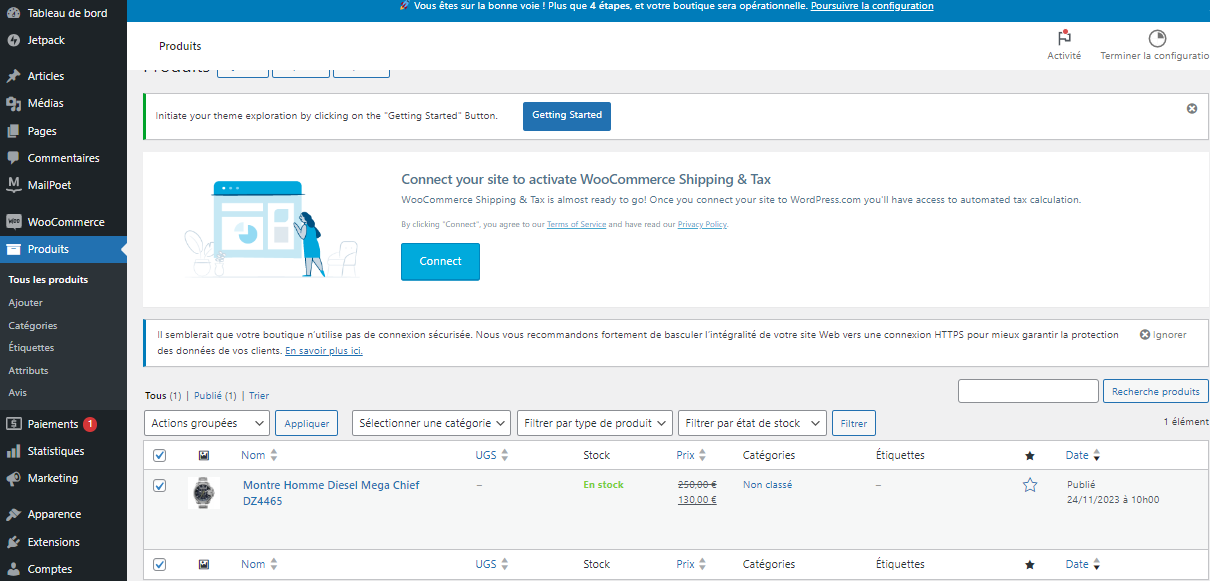 Tableau de bord
Jetpack
Articles
Médias
Pages
Commentaires
MailPoet
WooCommerce
Produits
Tous les produits
Ajouter
Catégories
Étiquettes
Attributs
Avis
Paiements 1
Statistiques
Marketing
Apparence
Extensions
Comptes
Vous êtes sur la bonne voie ! Plus que 4 étapes, et votre boutique sera opérationnelle. Poursuivre la configuration
Produits
Activité
Terminer la configuratio
Produits
Initiate your theme exploration by clicking on the "Getting Started" Button.
Getting Started
Connect your site to activate WooCommerce Shipping & Tax
WooCommerce Shipping & Tax is almost ready to go! Once you connect your site to WordPress.com you'll have access to automated tax calculation.
By clicking "Connect", you agree to our Terms of Service and have read our Privacy Policy.
Connect
Il semblerait que votre boutique n'utilise pas de connexion sécurisée. Nous vous recommandons fortement de basculer l'intégralité de votre site Web vers une connexion HTTPS pour mieux garantir la protection
des données de vos clients. En savoir plus ici.
Ignorer
Tous (1) | Publié (1) | Trier
Recherche produits
Actions groupées
Appliquer
Sélectionner une catégorie
Filtrer par type de produit
Filtrer par état de stock
Filtrer
1 élément
Nom UGS Stock Prix Catégories Étiquettes Date
Montre Homme Diesel Mega Chief – En stock 250,00 € Non classé – Publié
DZ4465 130,00 € 24/11/2023 à 10h00
Nom UGS Stock Prix Catégories Étiquettes Date